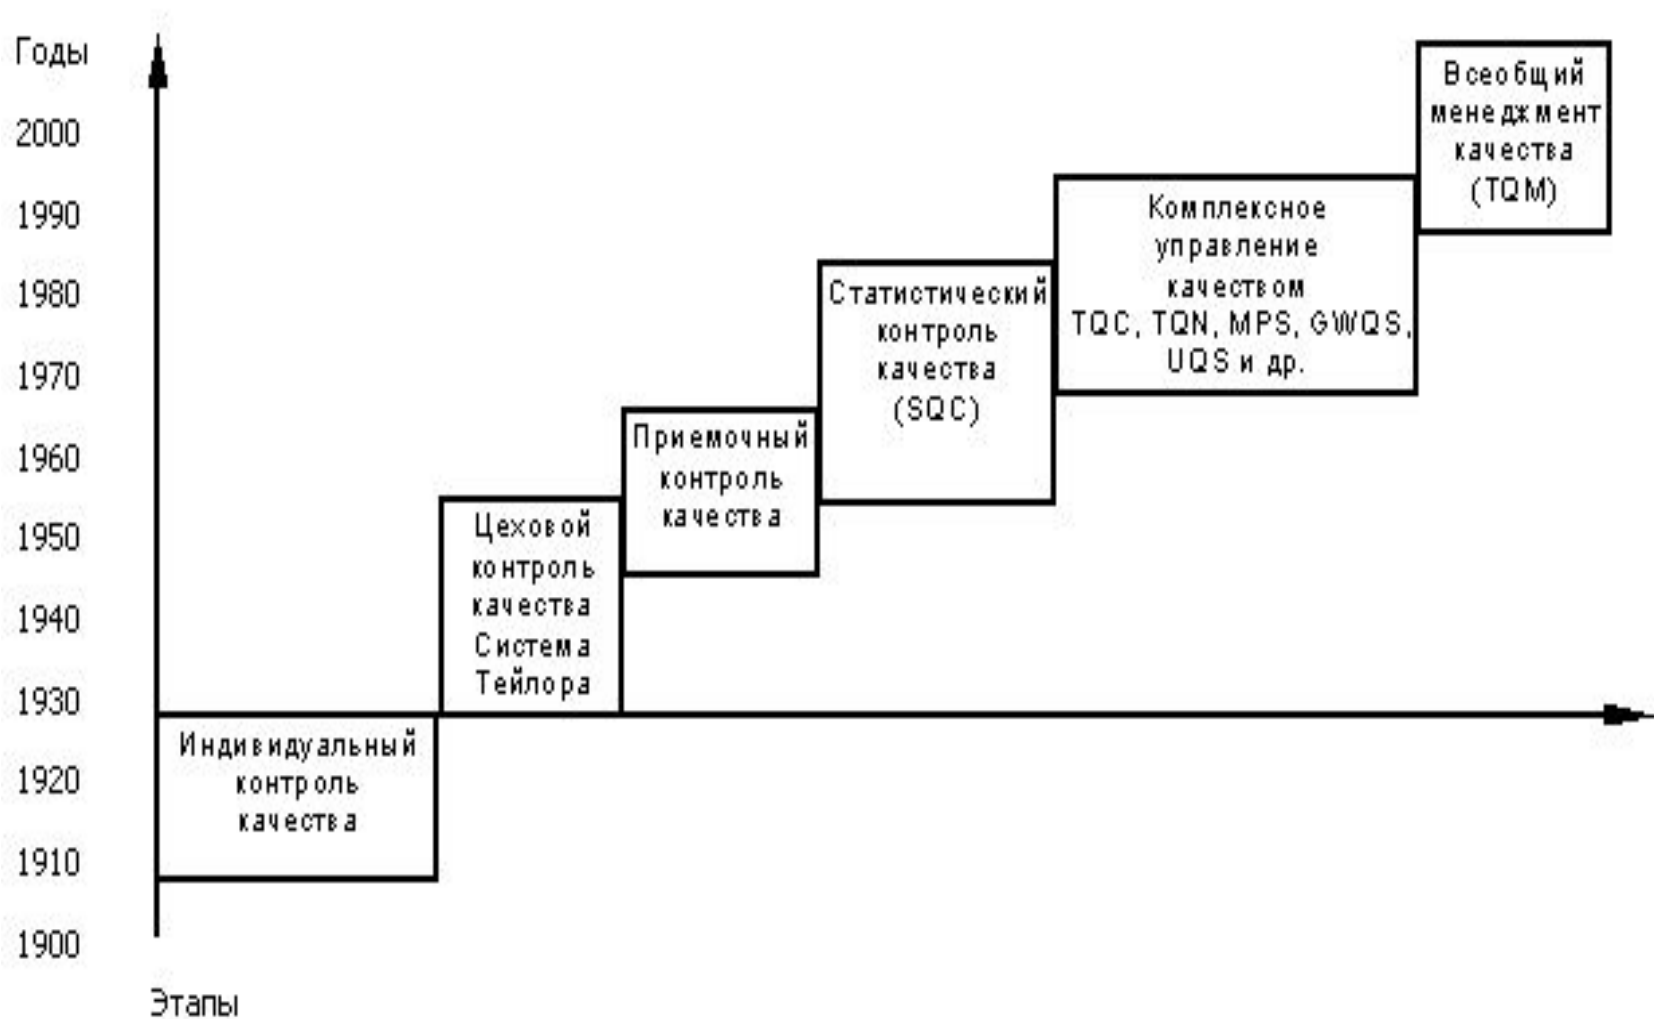 Годы
2000
1990
1980
1970
1960
1950
1940
1930
1920
1910
1900
Этапы
Индивидуальный
контроль
качества
Цеховой
контроль
качества
Система
Тейлора
Приемочный
контроль
качества
Статистический
контроль
качества
(SQC)
Комплексное
управление
качеством
TQC, TQN, MPS, GWQS,
UQS и др.
Всеобщий
менеджмент
качества
(TQM)